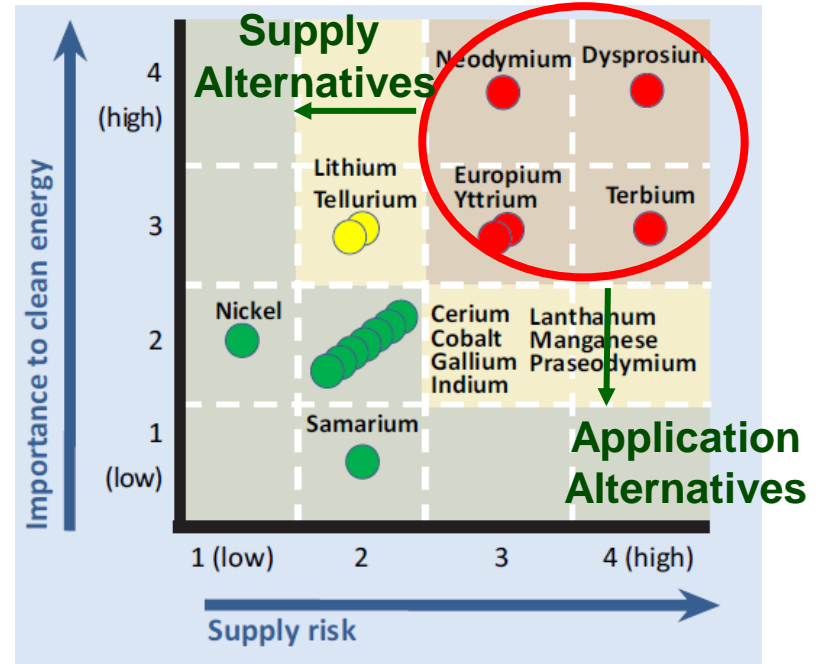 Supply
Alternatives
Neodymium
Dysprosium
4
(high)
Lithium
Tellurium
Europium
Yttrium
Terbium
3
Nickel
2
Cerium
Cobalt
Gallium
Indium
Lanthanum
Manganese
Praseodymium
Samarium
1
(low)
Application
Alternatives
Importance to clean energy
1 (low)
2
3
4 (high)
Supply risk